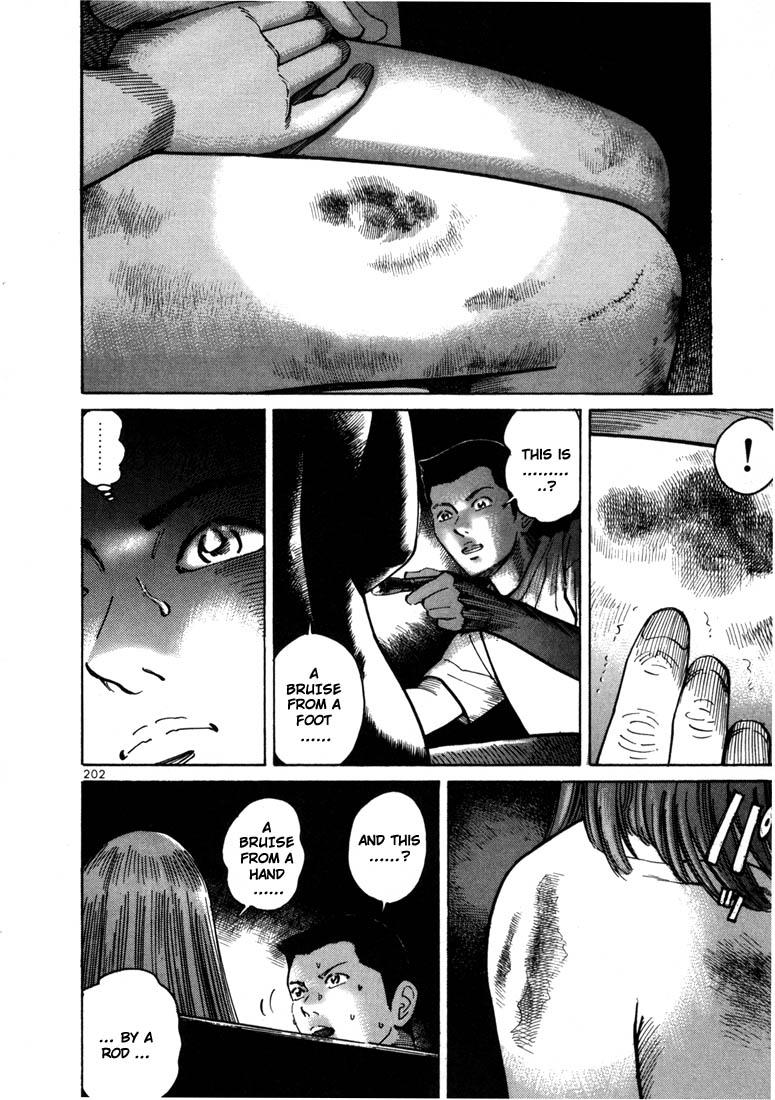 !
THIS IS
.........
..?
A
BRUISE
FROM A
FOOT
......
........
202
AND THIS
......?
A
BRUISE
FROM A
HAND
......
... BY A
ROD ...